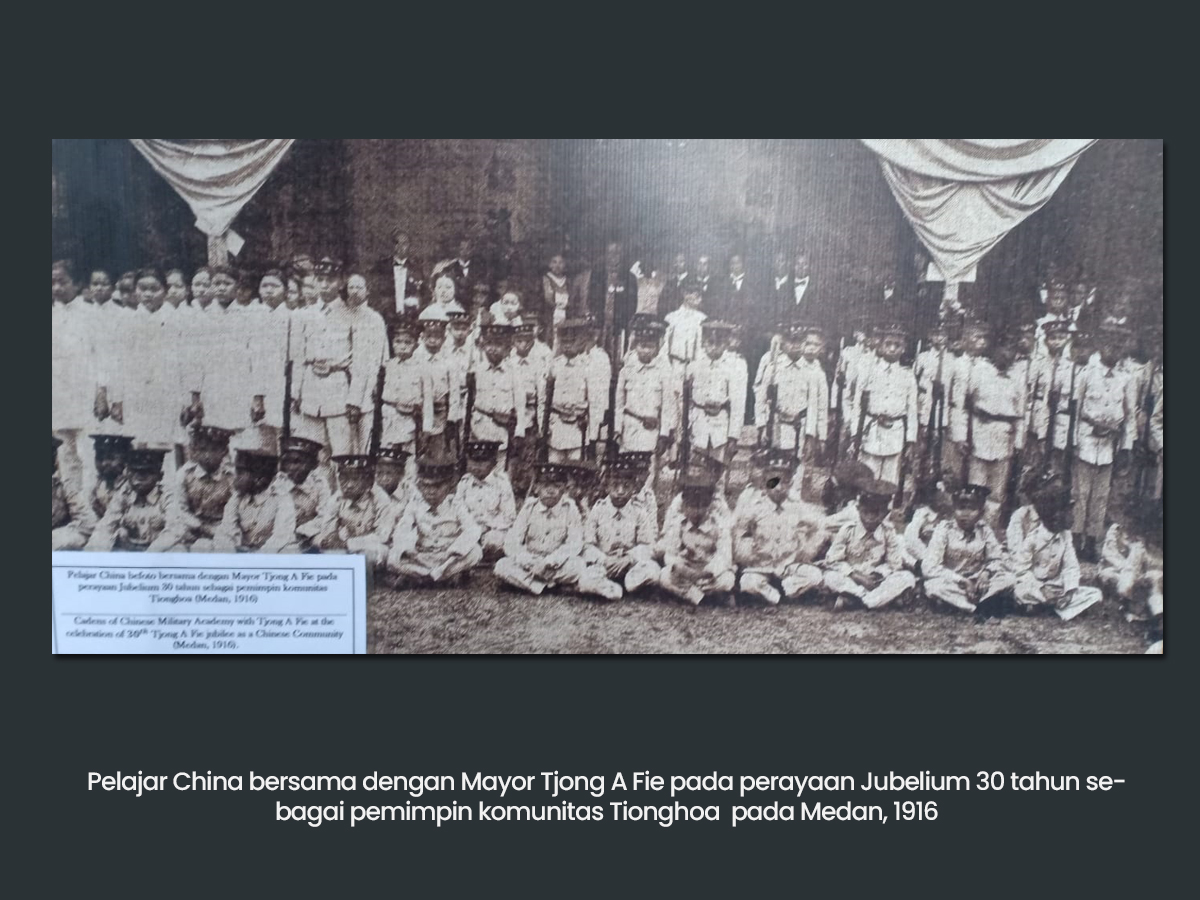 Pelajar China befoto bersama dengan Mayor Tjong A Fie pada
perayaan Jubelium 30 tahun sebagai pemimpin komunitas
Tionghoa (Medan, 1916)
Cadens of Chinese Military Academy with Tjong A Fie at the
celebration of 30th Tjong A Fie jubilee as a Chinese Community
(Medan, 1916).
Pelajar China bersama dengan Mayor Tjong A Fie pada perayaan Jubelium 30 tahun se-
bagai pemimpin komunitas Tionghoa pada Medan, 1916